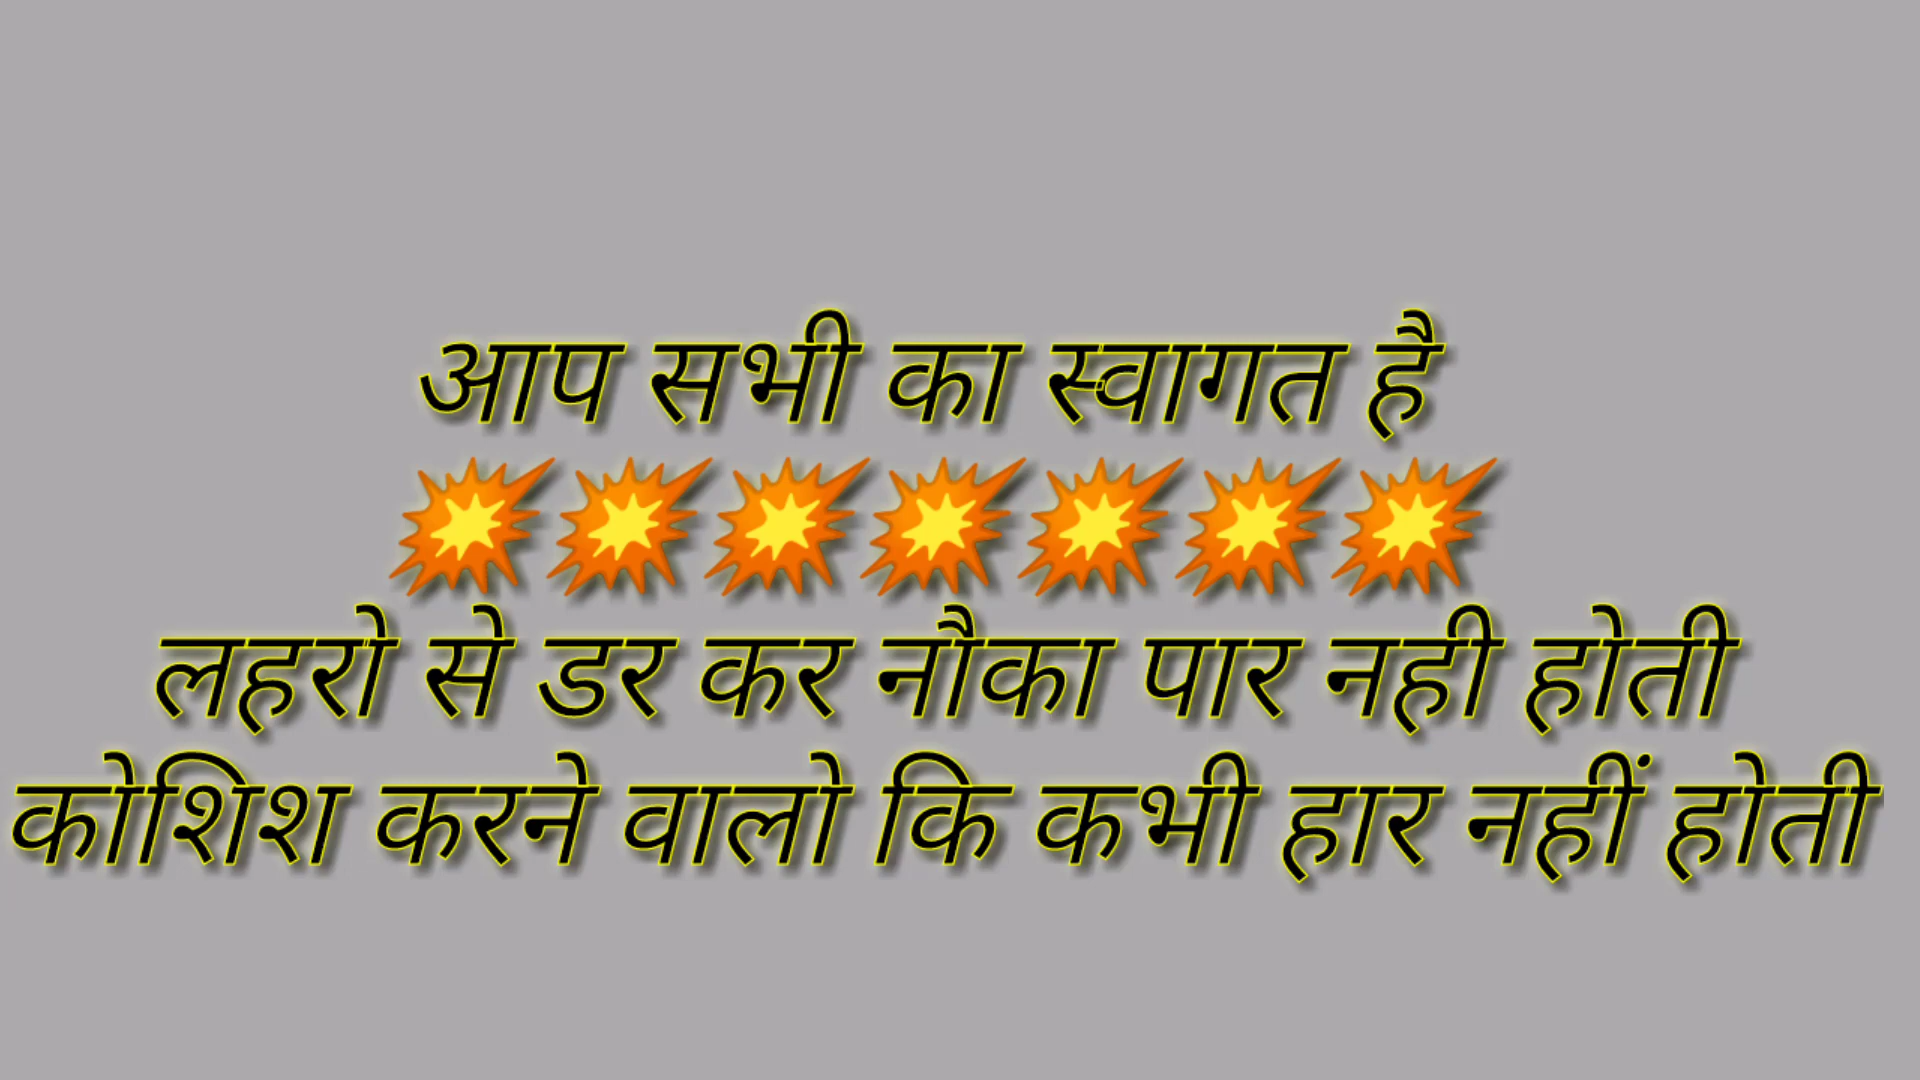 आप सभी का स्वागत है
💥💥💥💥💥💥💥
लहरो से डर कर नौका पार नही होती
कोशिश करने वालो कि कभी हार नहीं होती